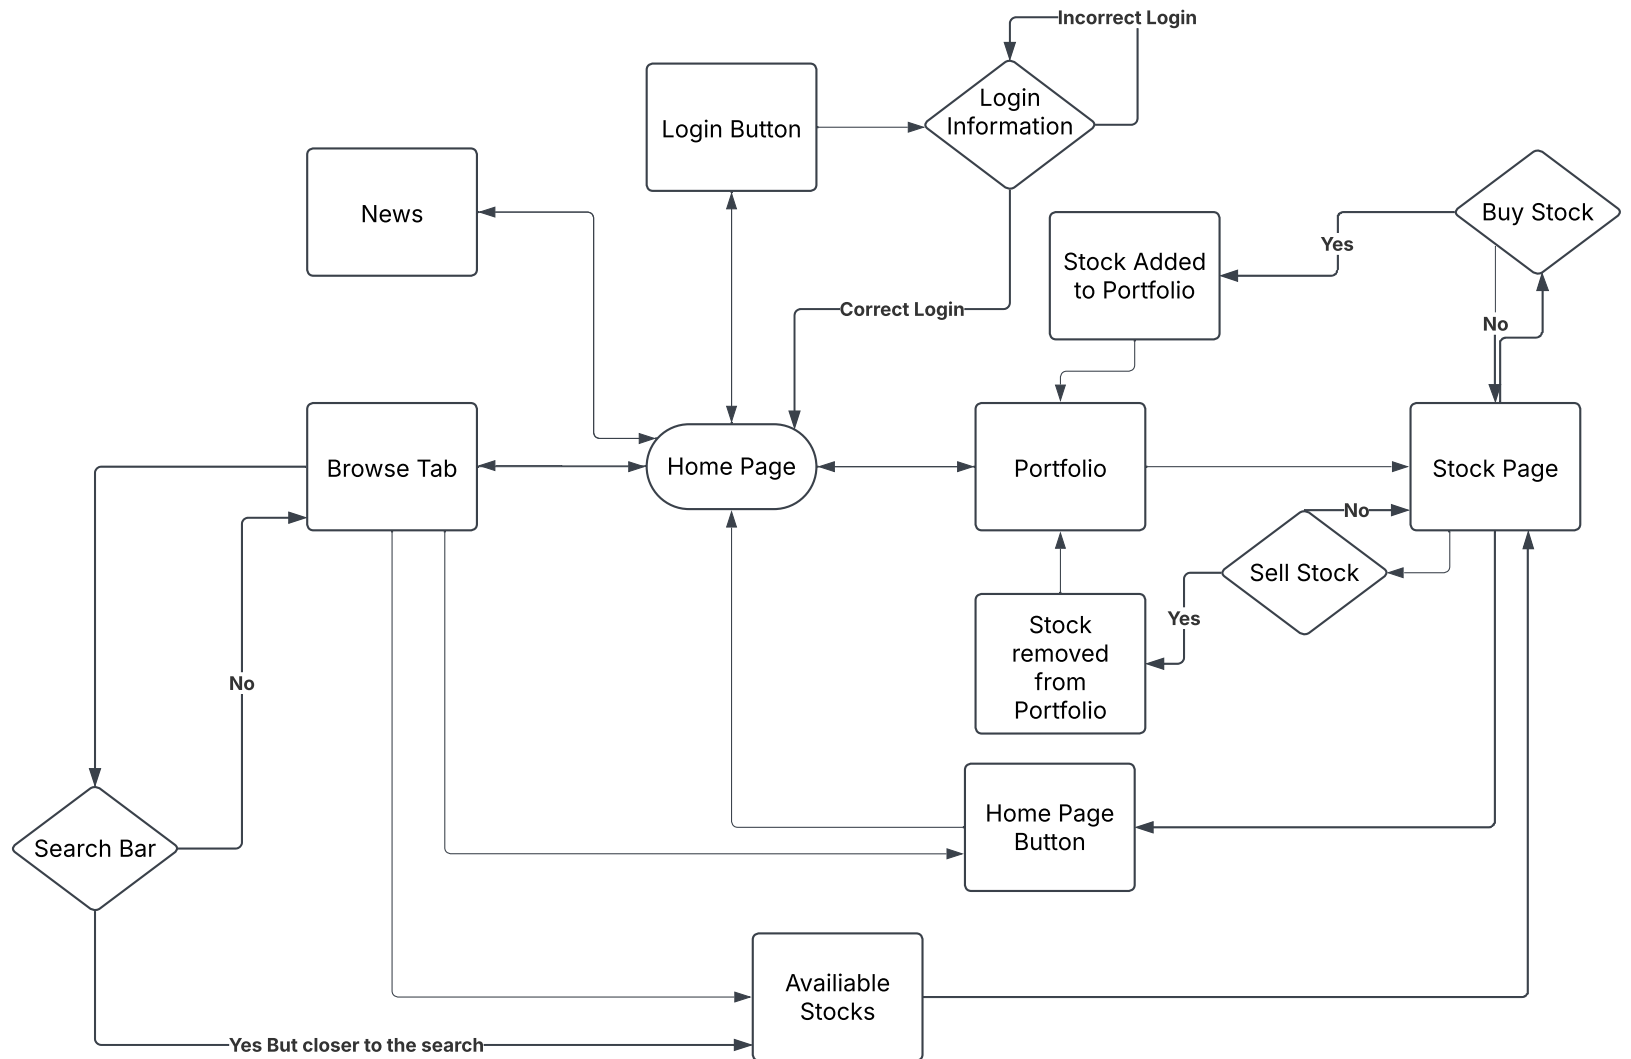 Incorrect Login
Login
Information
Login Button
News
Buy Stock
Yes
Stock Added
to Portfolio
Correct Login
No
Browse Tab
Home Page
Portfolio
Stock Page
No
Sell Stock
Yes
Stock
removed
from
Portfolio
No
Home Page
Button
Search Bar
Availiable
Stocks
Yes But closer to the search